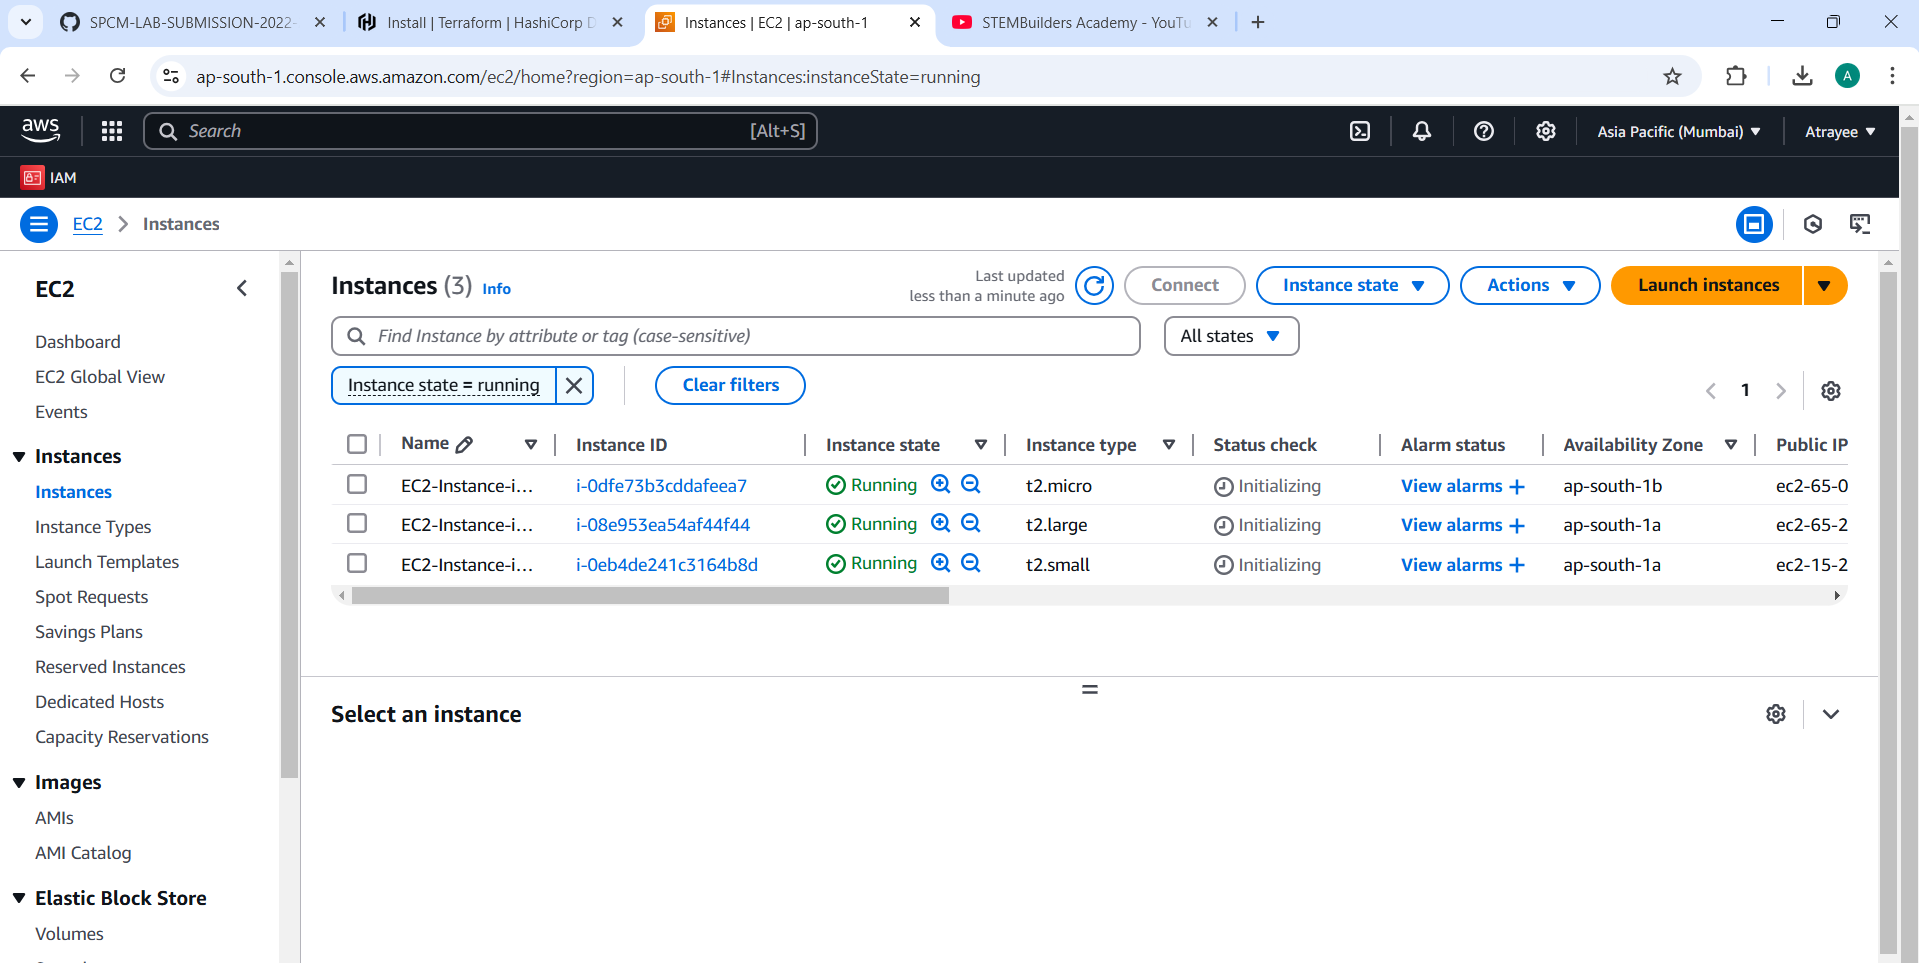 SPCM-LAB-SUBMISSION-2022-
Install | Terraform | HashiCorp D
Instances | EC2 | ap-south-1
STEMBuilders Academy - YouTu
ap-south-1.console.aws.amazon.com/ec2/home?region=ap-south-1#Instances:instanceState=running
A
aws
Search
[Alt+S]
Asia Pacific (Mumbai)
Atrayee
IAM
EC2
Instances
EC2
Dashboard
EC2 Global View
Events
Instances
Instances
Instance Types
Launch Templates
Spot Requests
Savings Plans
Reserved Instances
Dedicated Hosts
Capacity Reservations
Images
AMIs
AMI Catalog
Elastic Block Store
Volumes
Instances (3) Info
Last updated
less than a minute ago
Connect
Instance state
Actions
Launch instances
Find Instance by attribute or tag (case-sensitive)
All states
Instance state = running
Clear filters
1
Name Instance ID Instance state Instance type Status check Alarm status Availability Zone Public IP
EC2-Instance-i... i-0dfe73b3cddafeea7 Running t2.micro Initializing View alarms + ap-south-1b ec2-65-0
EC2-Instance-i... i-08e953ea54af44f44 Running t2.large Initializing View alarms + ap-south-1a ec2-65-2
EC2-Instance-i... i-0eb4de241c3164b8d Running t2.small Initializing View alarms + ap-south-1a ec2-15-2
Select an instance